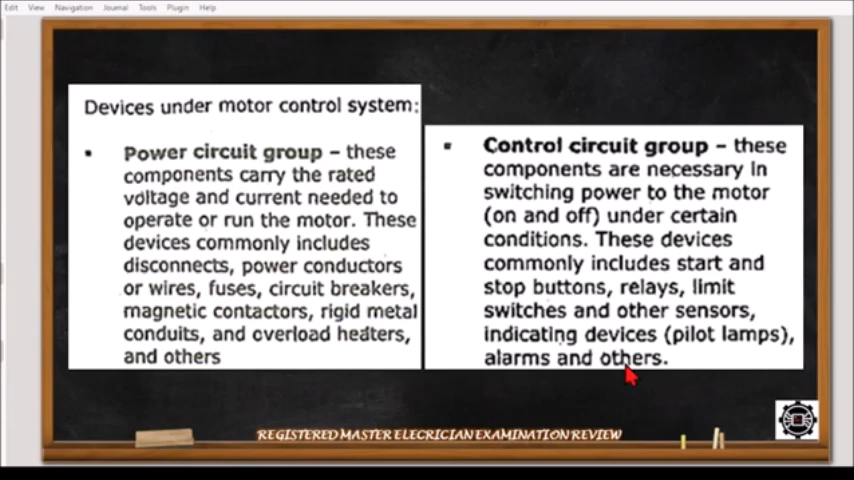 Edit View Navigation Journal Tools Plugin Help
Devices under motor control system:
▪ Power circuit group – these
components carry the rated
voltage and current needed to
operate or run the motor. These
devices commonly includes
disconnects, power conductors
or wires, fuses, circuit breakers,
magnetic contactors, rigid metal
conduits, and overload heaters,
and others
▪ Control circuit group – these
components are necessary in
switching power to the motor
(on and off) under certain
conditions. These devices
commonly includes start and
stop buttons, relays, limit
switches and other sensors,
indicating devices (pilot lamps),
alarms and others.
REGISTERED MASTER ELECRICIAN EXAMINATION REVIEW